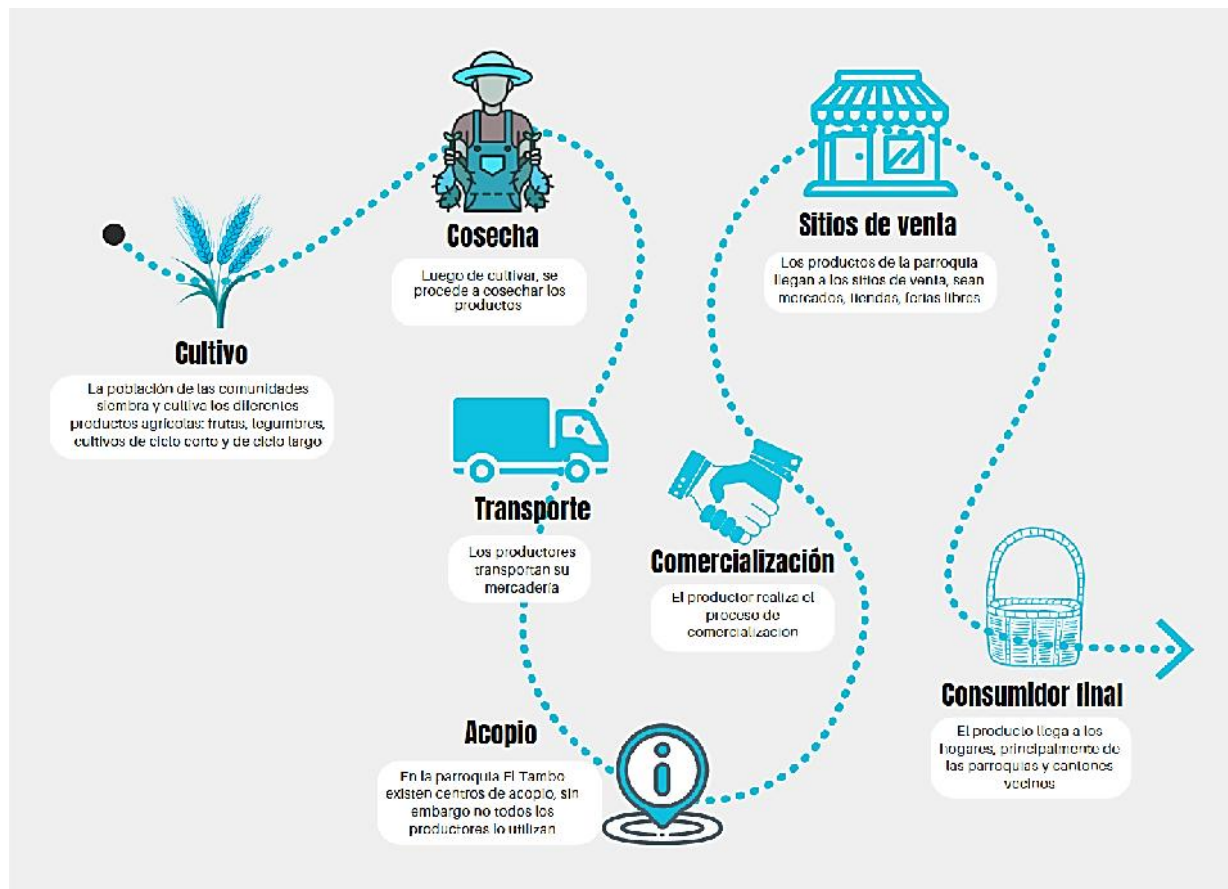 Cultivo
La población de las comunidades
siembra y cultiva los diferentes
productos agrícolas: frutas, legumbres,
cultivos de ciclo corto y de ciclo largo
Cosecha
Luego de cultivar, se
procede a cosechar los
productos
Transporte
Los productores
transportan su
mercadería
Acopio
En la parroquia El Tambo
existen centros de acopio, sin
embargo no todos los
productores lo utilizan
Comercialización
El productor realiza el
proceso de
comercialización
Sitios de venta
Los productos de la parroquia
llegan a los sitios de venta, sean
mercados, tiendas, ferias libres
Consumidor final
El producto llega a los
hogares, principalmente de
las parroquias y cantones
vecinos